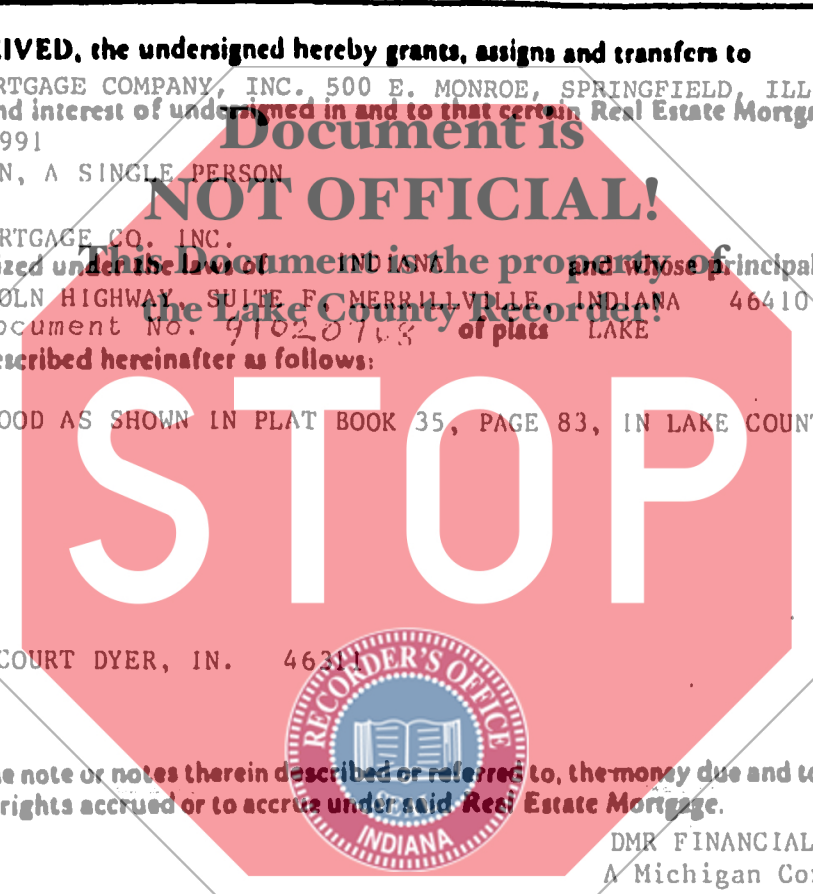 EIVED, the undersigned hereby grants, assigns and transfers to
RTGAGE COMPANY, INC. 500 E. MONROE, SPRINGFIELD, ILL
nd interest of undersigned in and to that certain Real Estate Mortg
991
Document is
N, A SINGLE PERSON
NOT OFFICIAL!
RTGAGE CO. INC.
ized under the laws of INDIANA and whose principal
This Document is the property of
OLN HIGHWAY, SUITE F, MERRILLVILLE, INDIANA 46410
the Lake County Recorder!
ocument No. of plats LAKE
escribed hereinafter as follows:
OOD AS SHOWN IN PLAT BOOK 35, PAGE 83, IN LAKE COUN
STOP
COURT DYER, IN. 46311
RECORDER'S OFFICE
SEAL
INDIANA
e note or notes therein described or referred to, the money due and t
rights accrued or to accrue under said Real Estate Mortgage.
DMR FINANCIAL
A Michigan Co